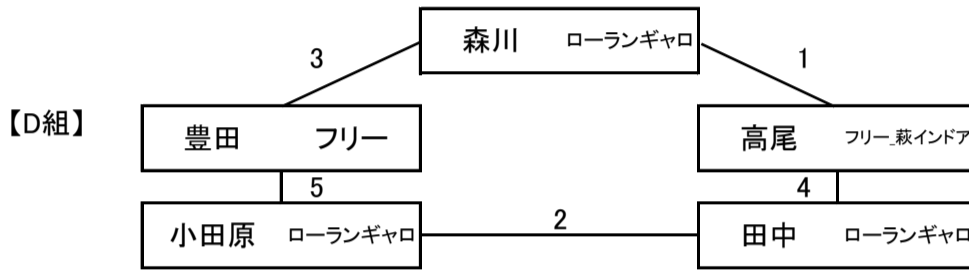 森川 ローランギャロ
3
1
【D組】
豊田 フリー
高尾 フリー_萩インドア
5
4
小田原 ローランギャロ
2
田中 ローランギャロ